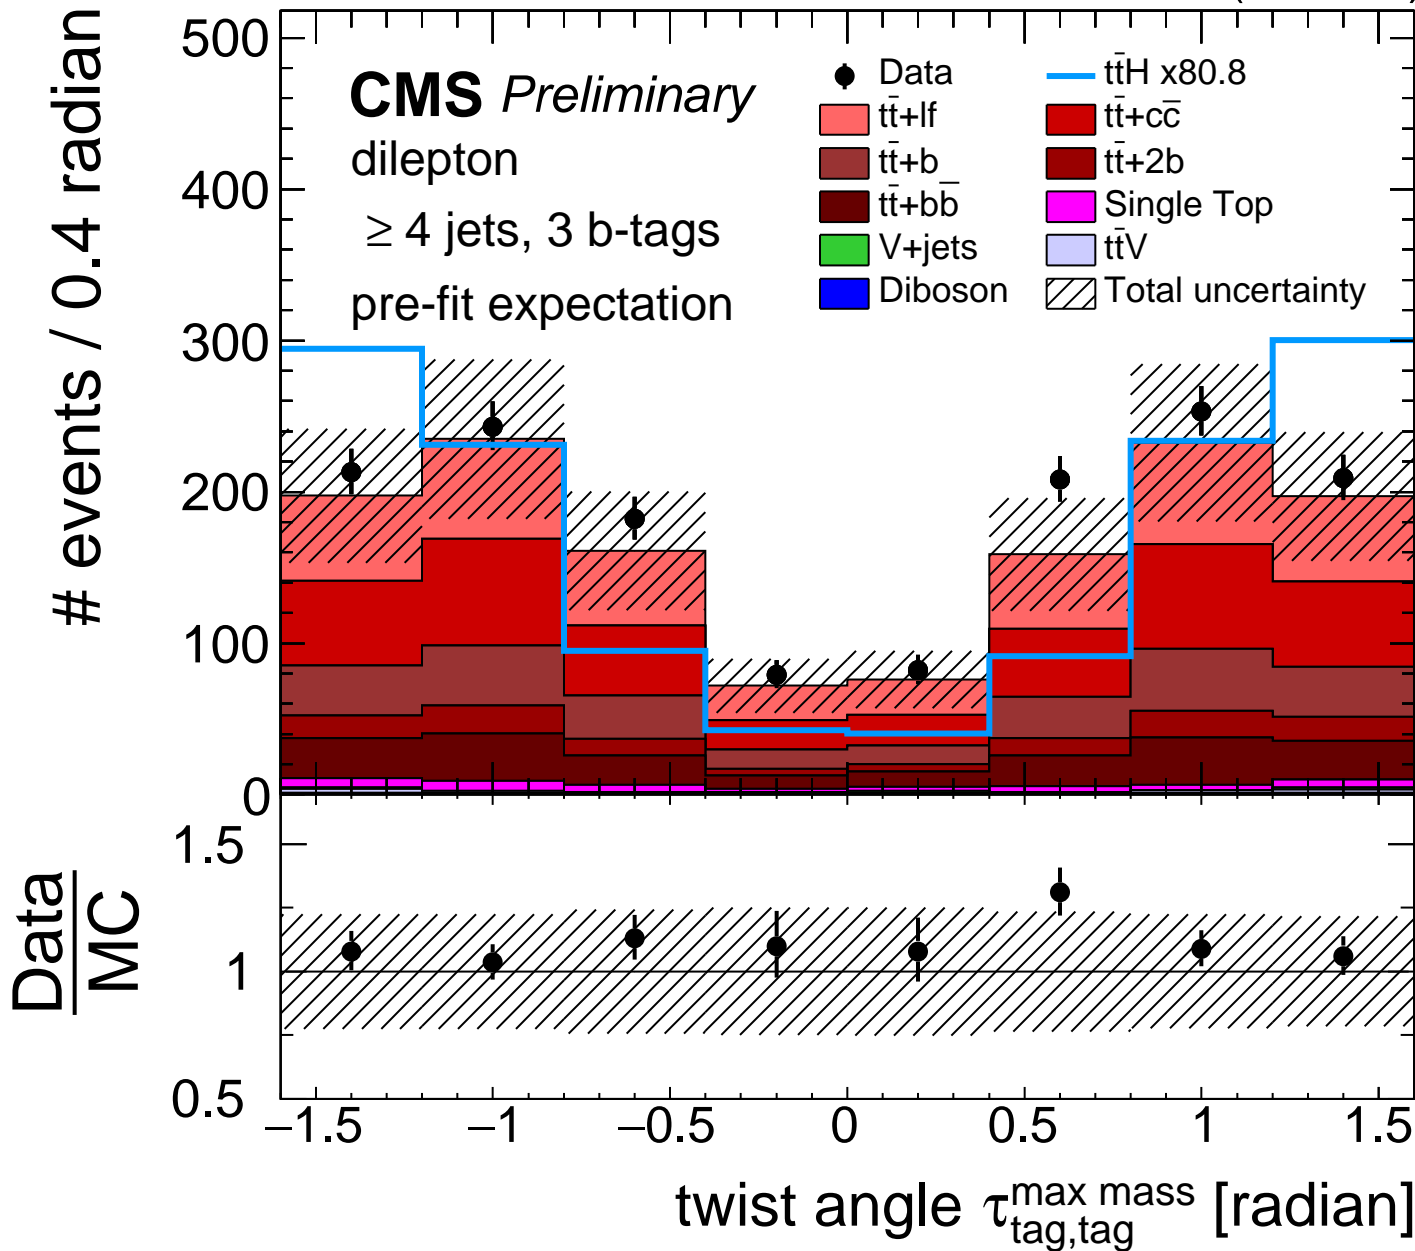 CMS Preliminary
dilepton
≥ 4 jets, 3 b-tags
pre-fit expectation
Data
tt̄H x80.8
tt̄+lf
tt̄+cc̄
tt̄+b
tt̄+2b
tt̄+bb̄
Single Top
V+jets
tt̄V
Diboson
Total uncertainty
# events / 0.4 radian
500
400
300
200
100
0
Data
MC
1.5
1
0.5
−1.5 −1 −0.5 0 0.5 1 1.5
twist angle τ max mass tag,tag [radian]